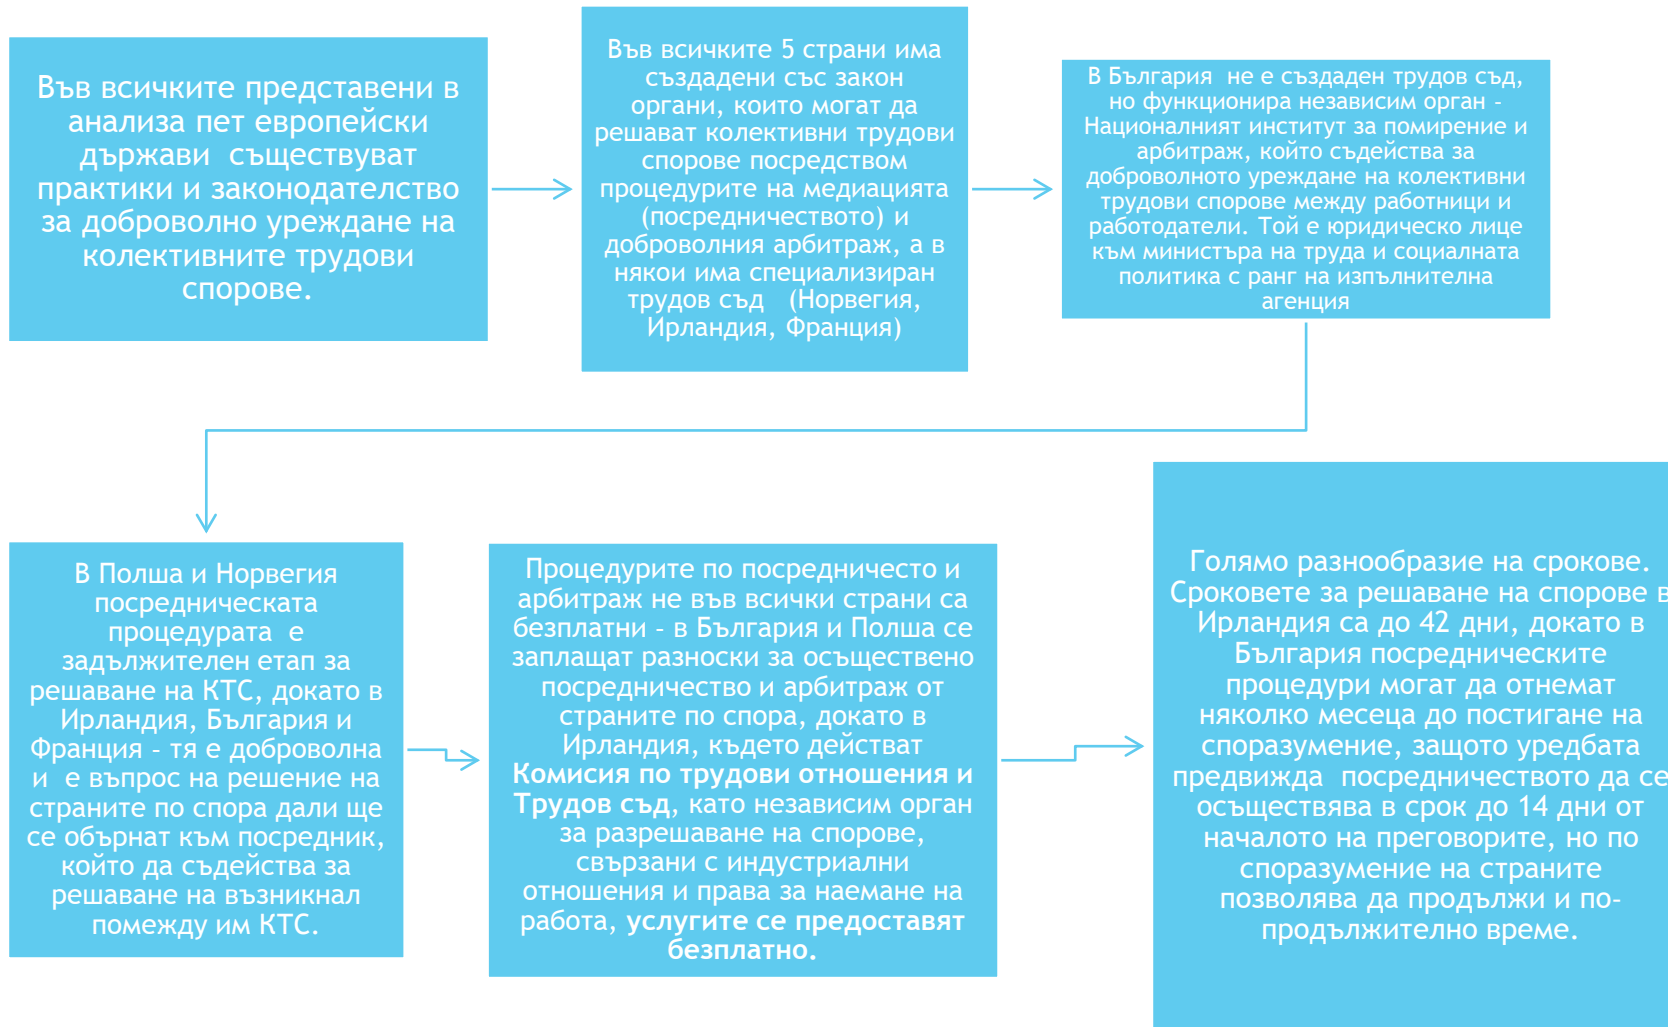 Във всичките представени в
анализа пет европейски
държави  съществуват
практики и законодателство
за доброволно уреждане на
колективните трудови
спорове.
Във всичките 5 страни има
създадени със закон
органи, които могат да
решават колективни трудови
спорове посредством
процедурите на медиацията
(посредничеството) и
доброволния арбитраж, а в
някои има специализиран
трудов съд   (Норвегия,
Ирландия, Франция)
В България  не е създаден трудов съд,
но функционира независим орган -
Националният институт за помирение и
арбитраж, който съдейства за
доброволното уреждане на колективни
трудови спорове между работници и
работодатели. Той е юридическо лице
към министъра на труда и социалната
политика с ранг на изпълнителна
агенция
В Полша и Норвегия
посредническата
процедурата  е
задължителен етап за
решаване на КТС, докато в
Ирландия, България и
Франция - тя е доброволна
и  е въпрос на решение на
страните по спора дали ще
се обърнат към посредник,
който да съдейства за
решаване на възникнал
помежду им КТС.
Процедурите по посредничесто и
арбитраж не във всички страни са
безплатни - в България и Полша се
заплащат разноски за осъществено
посредничество и арбитраж от
страните по спора, докато в
Ирландия, където действат
Комисия по трудови отношения и
Трудов съд, като независим орган
за разрешаване на спорове,
свързани с индустриални
отношения и права за наемане на
работа, услугите се предоставят
безплатно.
Голямо разнообразие на срокове.
Сроковете за решаване на спорове в
Ирландия са до 42 дни, докато в
България посредническите
процедури могат да отнемат
няколко месеца до постигане на
споразумение, защото уредбата
предвижда  посредничеството да се
осъществява в срок до 14 дни от
началото на преговорите, но по
споразумение на страните
позволява да продължи и по-
продължително време.